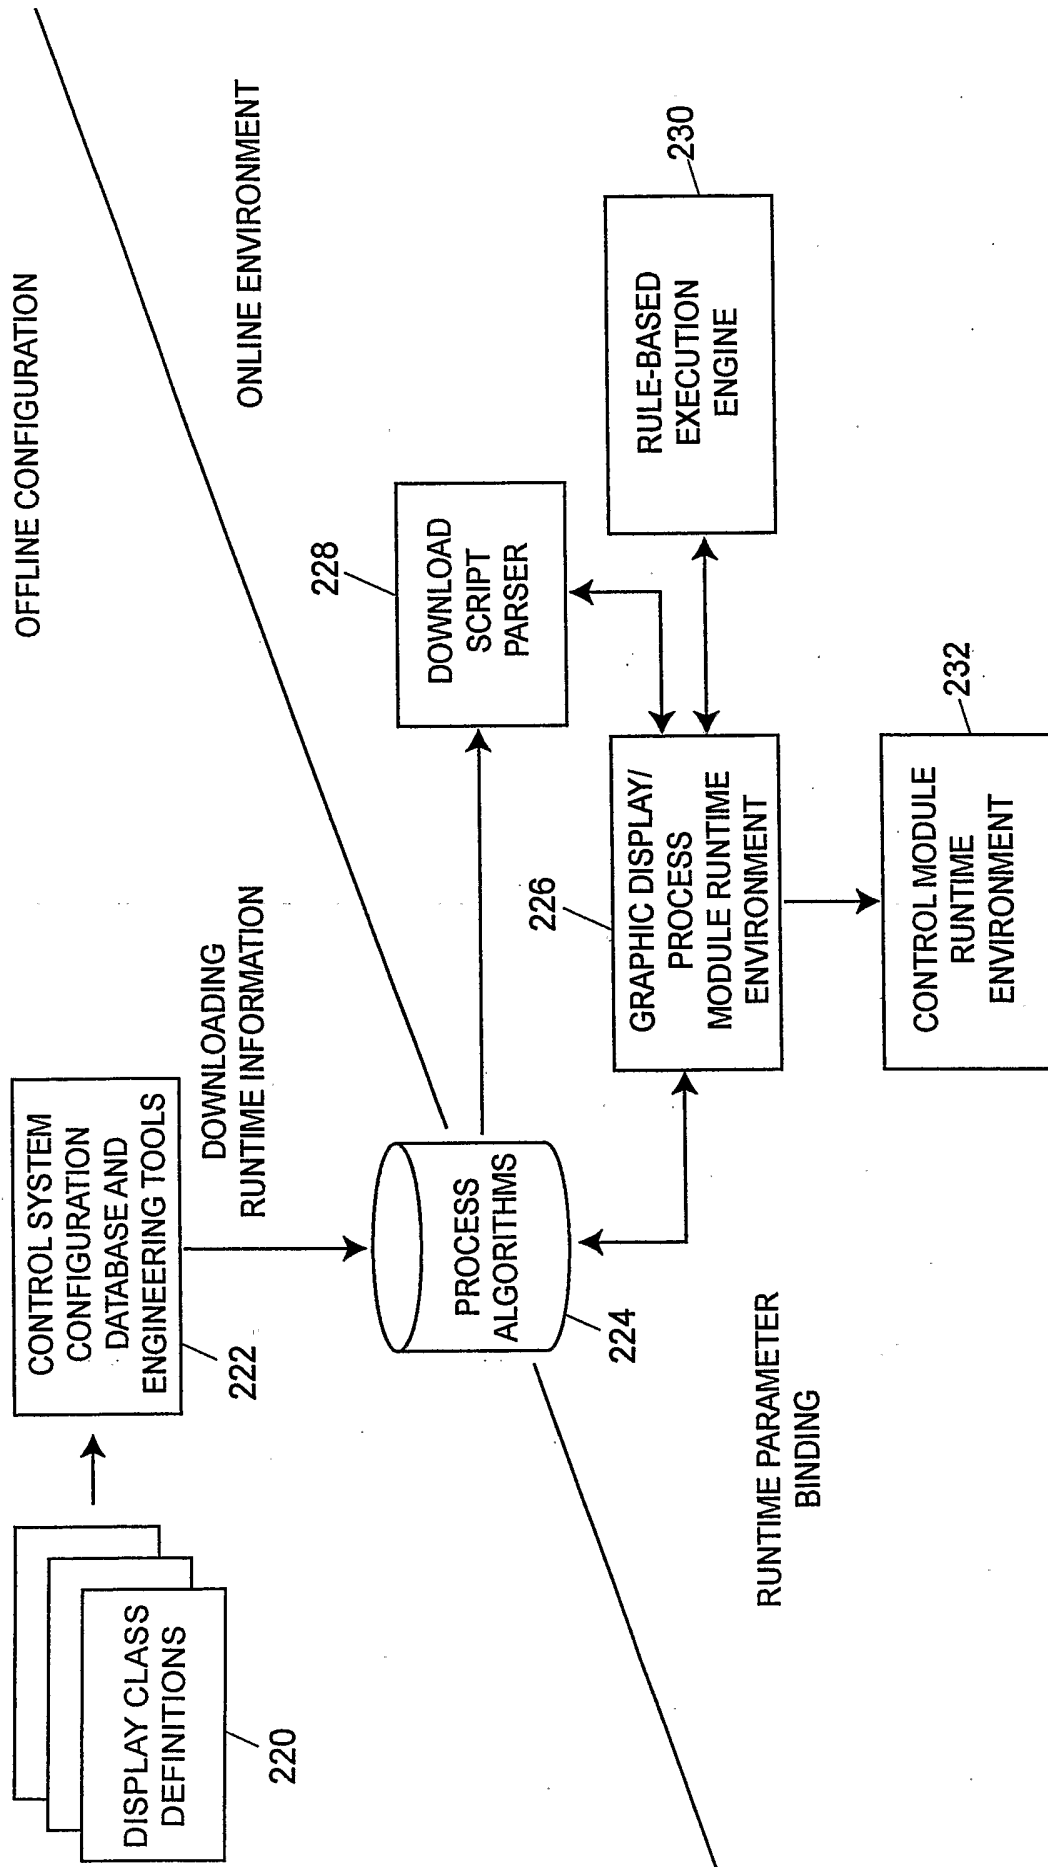 OFFLINE CONFIGURATION
ONLINE ENVIRONMENT
DISPLAY CLASS
DEFINITIONS
220
CONTROL SYSTEM
CONFIGURATION
DATABASE AND
ENGINEERING TOOLS
222
DOWNLOADING
RUNTIME INFORMATION
PROCESS
ALGORITHMS
224
228
DOWNLOAD
SCRIPT
PARSER
RULE-BASED
EXECUTION
ENGINE
230
226
GRAPHIC DISPLAY/
PROCESS
MODULE RUNTIME
ENVIRONMENT
RUNTIME PARAMETER
BINDING
CONTROL MODULE
RUNTIME
ENVIRONMENT
232